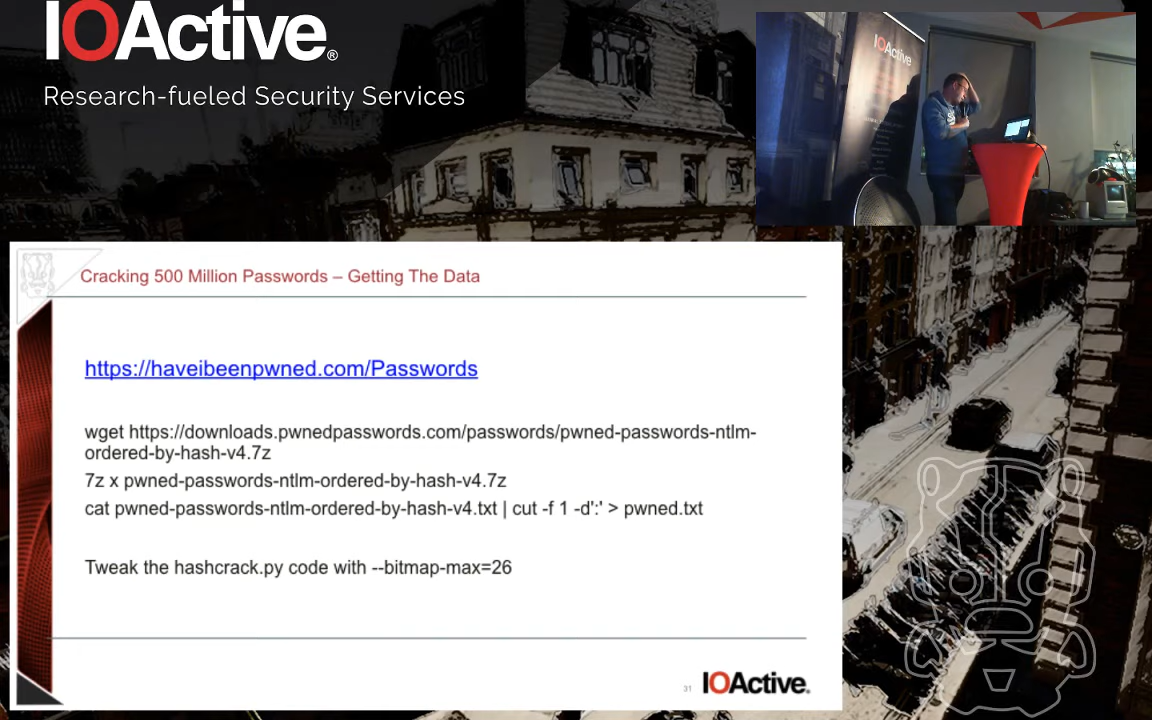 IOActive®
Research-fueled Security Services
IOActive
Cracking 500 Million Passwords – Getting The Data
https://haveibeenpwned.com/Passwords
wget https://downloads.pwnedpasswords.com/passwords/pwned-passwords-ntlm-
ordered-by-hash-v4.7z
7z x pwned-passwords-ntlm-ordered-by-hash-v4.7z
cat pwned-passwords-ntlm-ordered-by-hash-v4.txt | cut -f 1 -d':' > pwned.txt
Tweak the hashcrack.py code with --bitmap-max=26
31
IOActive.